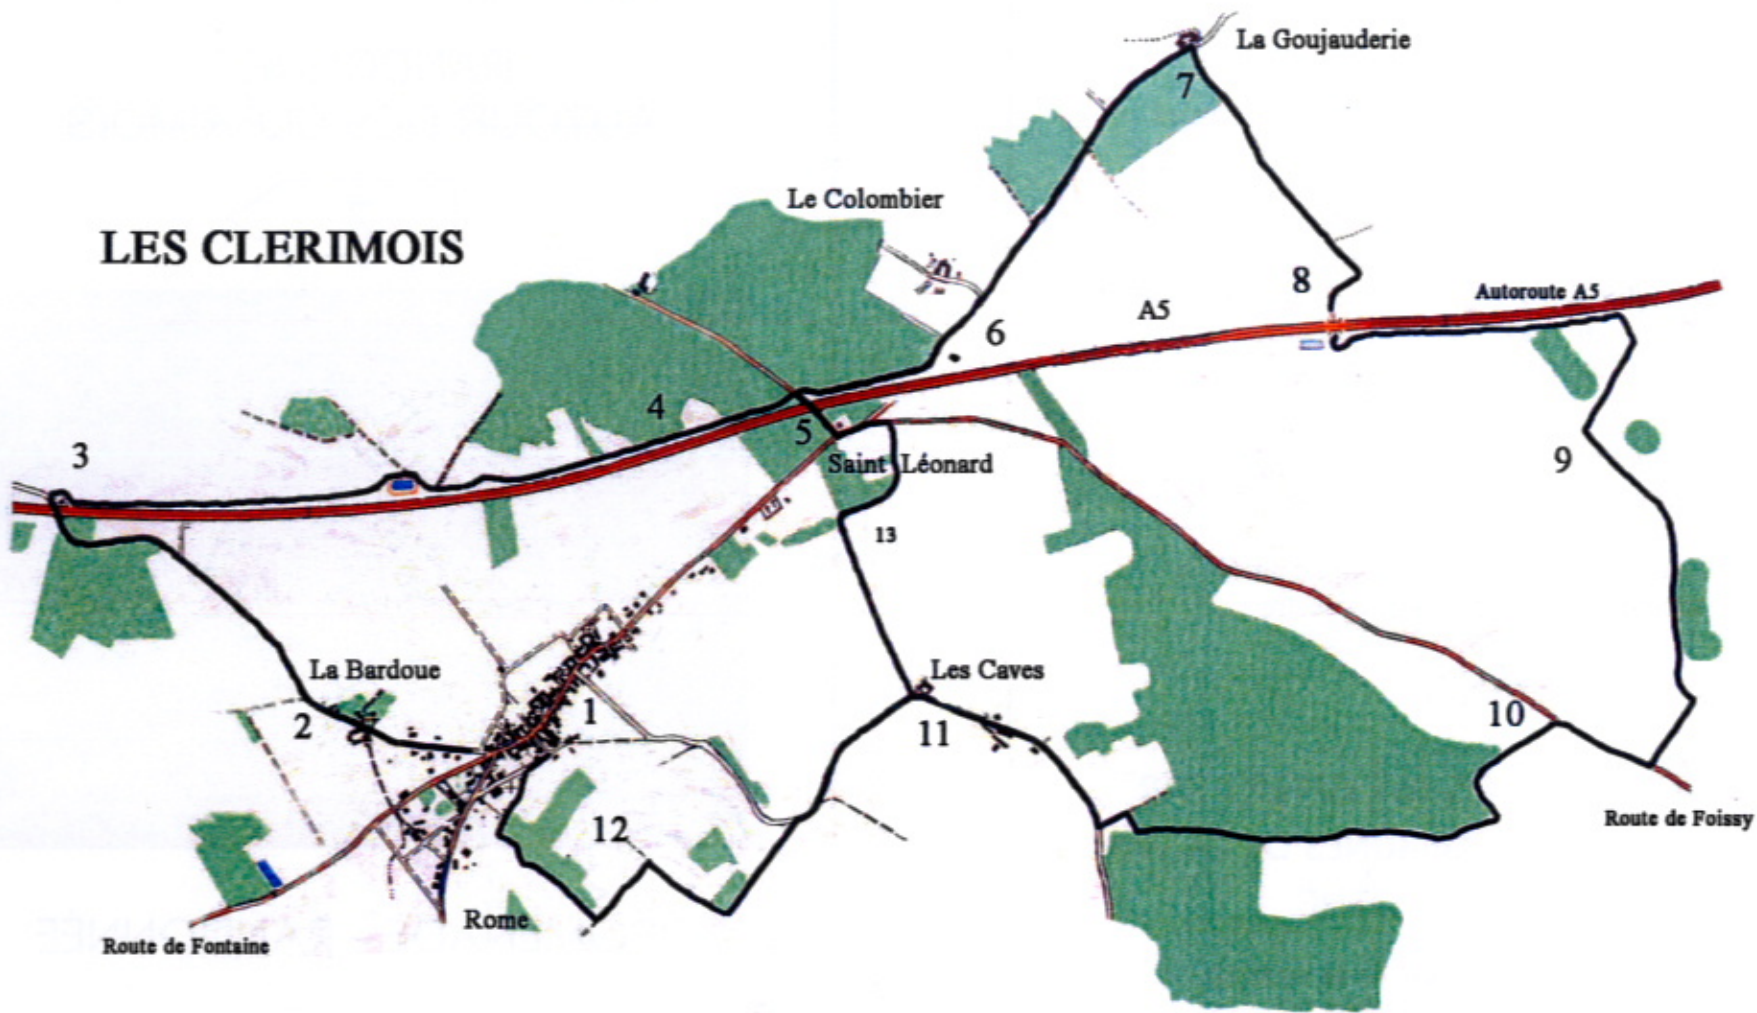 La Goujauderie
7
Le Colombier
LES CLERIMOIS
8
Autoroute A5
A5
6
4
5
3
Saint Léonard
9
13
La Bardoue
Les Caves
2
1
11
10
12
Route de Foissy
Rome
Route de Fontaine